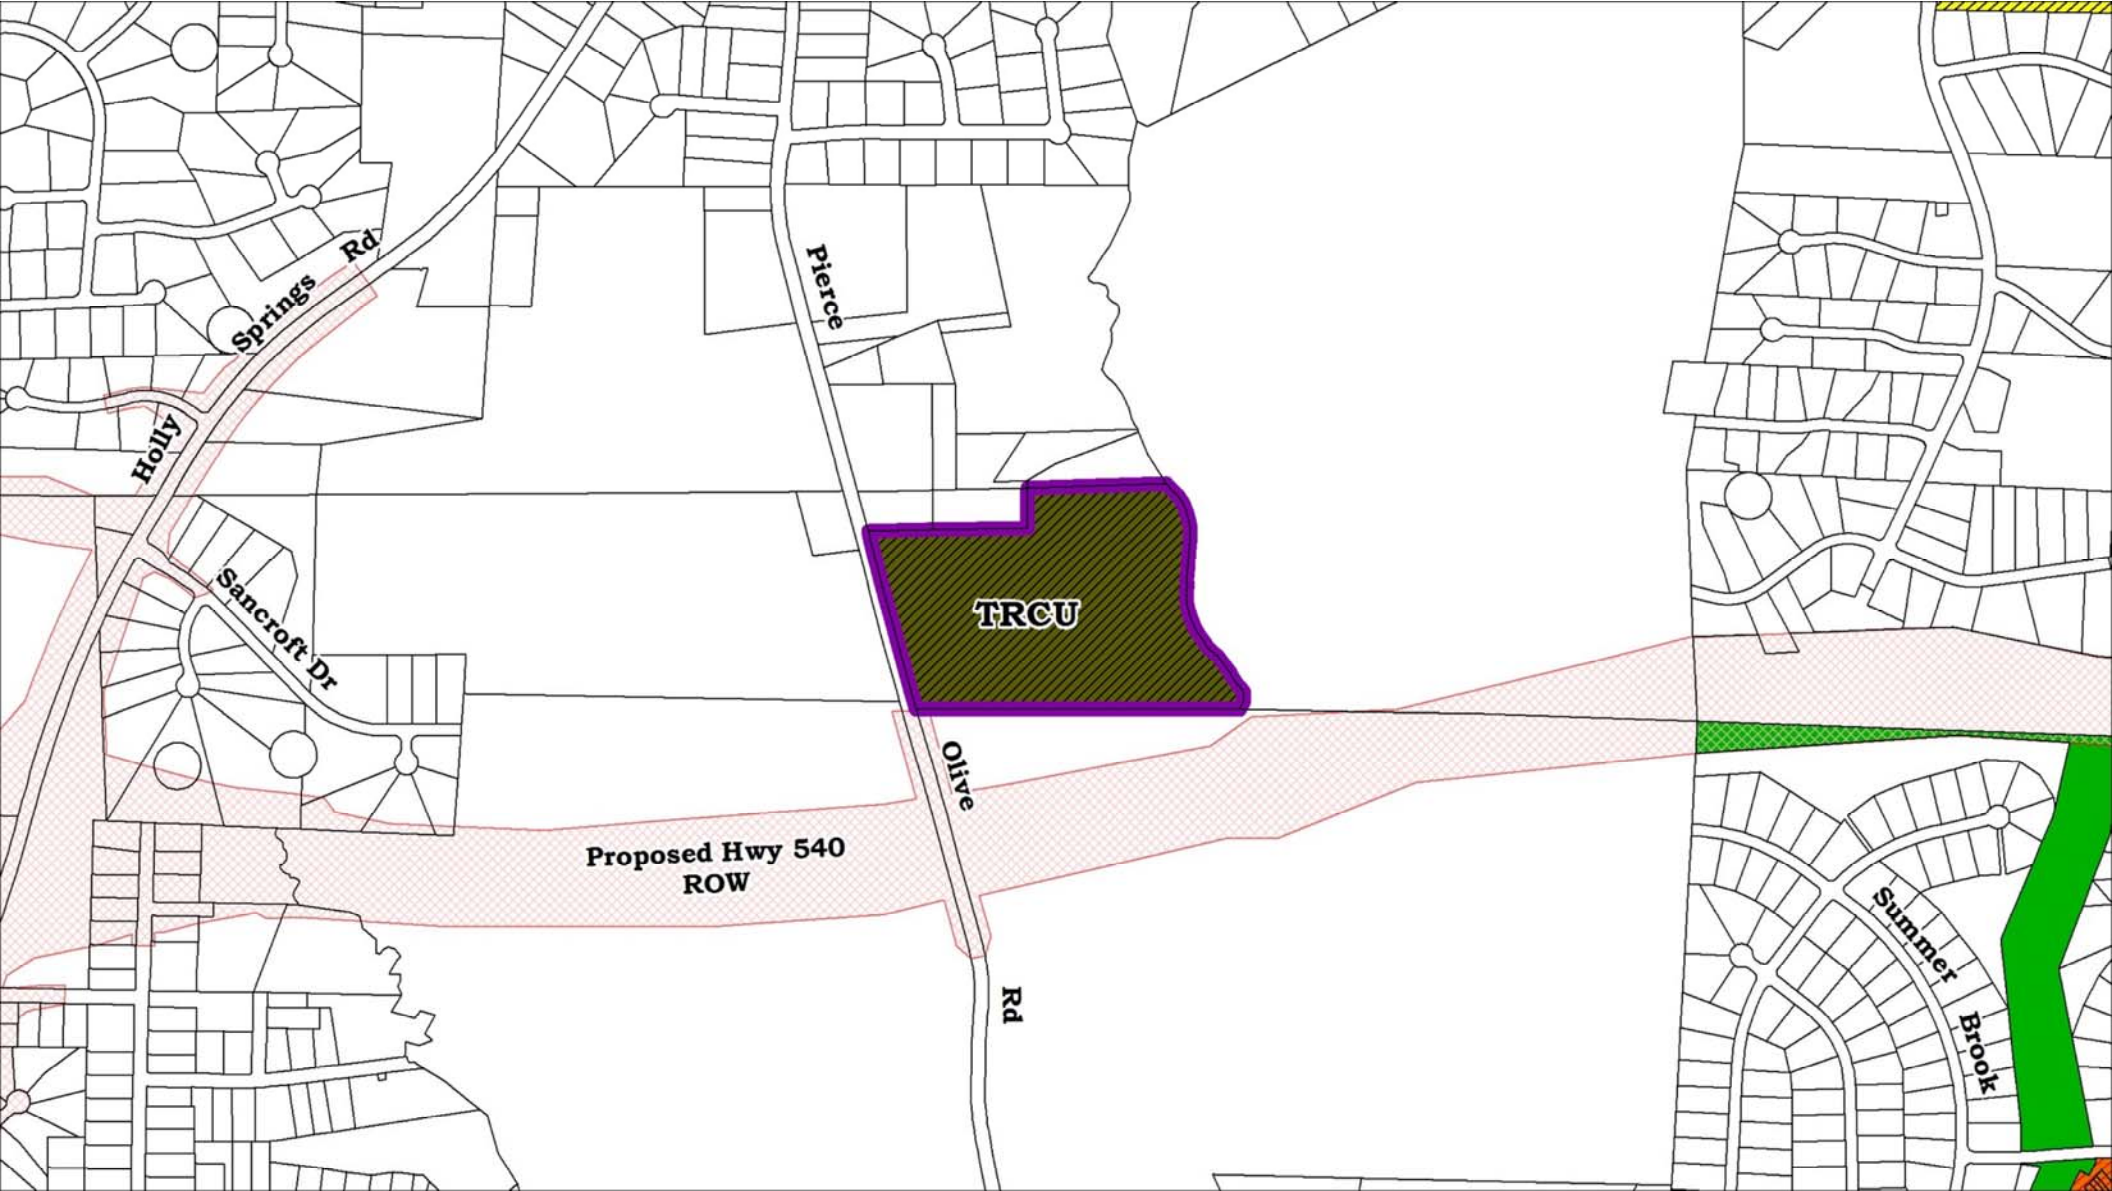 Holly Springs Rd
Pierce
TRCU
Sancroft Dr
Olive
Proposed Hwy 540
ROW
Summer
Brook
Rd